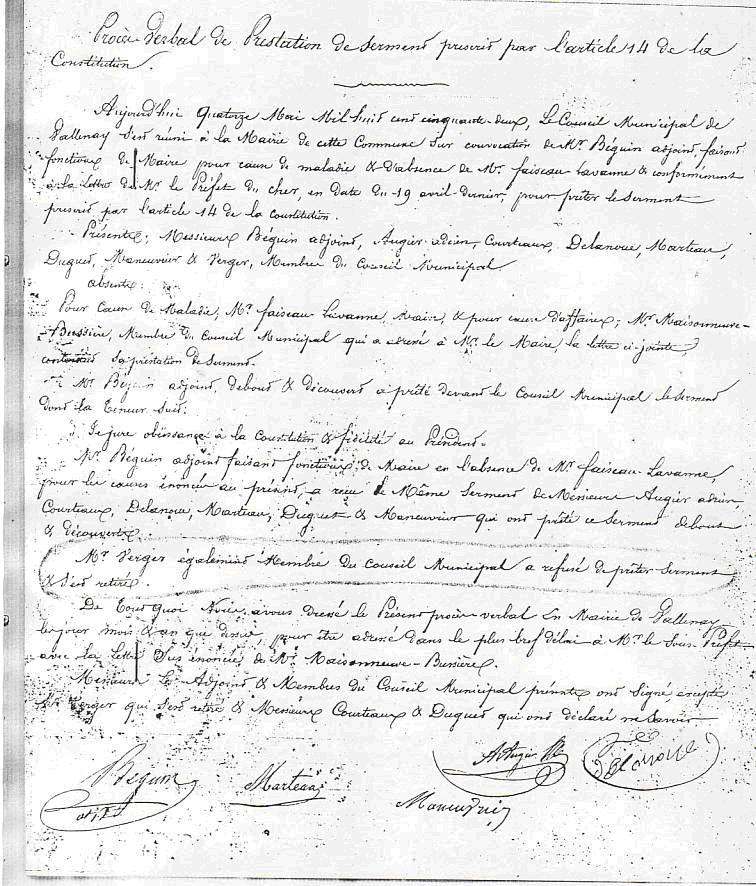 Procès Verbal de Prestation de serment prescrit par l'article 14 de la
Constitution.
Aujourd'hui quatorze Mai Mil huit cent cinquante-deux, Le Conseil Municipal de
Vallenay s'est réuni à la Mairie de cette Commune sur convocation de Mr Béguin adjoint, faisant
fonctions de Maire pour cause de maladie & d'absence de Mr faiseau-Lavanne & conformément
à la Lettre de Mr le Préfet du cher, en date du 19 avril dernier, pour prêter le serment
prescrit par l'article 14 de la constitution.
Présents; Messieurs Béguin adjoint, Augier adrien, Courteaux, Delanoue, Marteau,
Duguet, Maneuvrier & Verger, Membres du Conseil Municipal
absents:
Pour cause de Maladie, Mr faiseau-Lavanne, maire, & pour cause d'affaires; Mr Maisonneuve-
Bussière, Membre du Conseil Municipal qui a adressé à Mr le Maire, la lettre ci-jointe,
contenant sa prestation de serment.
Mr Béguin adjoint, debout & découvert a prêté devant le Conseil Municipal le serment
dont la teneur suit.
Je jure obéissance à la Constitution & fidélité au Président.
Mr Béguin adjoint faisant fonctions de Maire en l'absence de Mr faiseau-Lavanne,
pour les causes énoncées au présent, a reçu le Même Serment de Messieurs Augier adrien,
Courteaux, Delanoue, Marteau, Duguet & Maneuvrier qui ont prêté ce Serment debout
& découverts.
Mr Verger également Membre du Conseil Municipal a refusé de prêter Serment
& s'est retiré.
De tout quoi Nous avons dressé le Présent procès-verbal En Mairie de Vallenay
les jour mois & an que dessus, pour être adressé dans le plus bref délai à Mr le Sous-Préfet
avec la Lettre sus énoncée de Mr Maisonneuve-Bussière.
Messieurs les Adjoint & Membres du Conseil Municipal présents ont signé, excepté
Mr Verger qui s'est retiré & Messieurs Courteaux & Duguet qui ont déclaré ne savoir
Béguin
Marteau
Augier
Delanoue
Maneuvrier